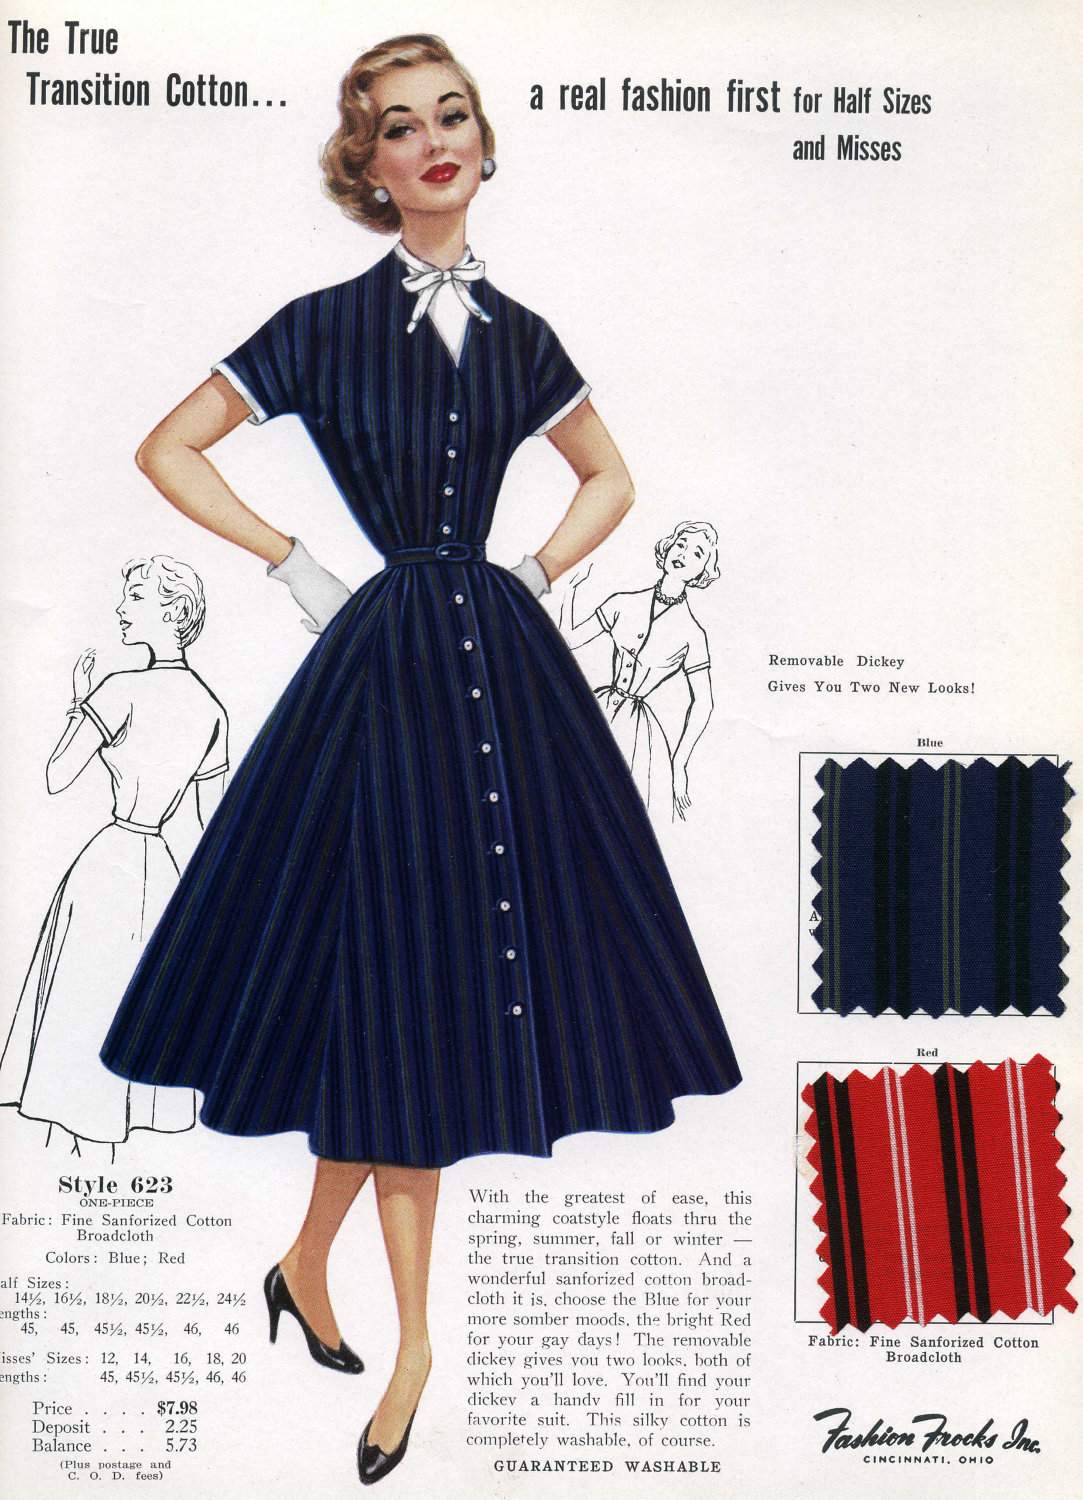 The True
Transition Cotton...
a real fashion first for Half Sizes
and Misses
Removable Dickey
Gives You Two New Looks!
Blue
A
Red
Fabric: Fine Sanforized Cotton
Broadcloth
Style 623
ONE-PIECE
Fabric: Fine Sanforized Cotton
Broadcloth
Colors: Blue; Red
alf Sizes:
14½, 16½, 18½, 20½, 22½, 24½
engths:
45, 45, 45½, 45½, 46, 46
isses' Sizes: 12, 14, 16, 18, 20
engths: 45, 45½, 45½, 46, 46
Price . . . . $7.98
Deposit . . . 2.25
Balance . . . 5.73
(Plus postage and
C. O. D. fees)
With the greatest of ease, this
charming coatstyle floats thru the
spring, summer, fall or winter —
the true transition cotton. And a
wonderful sanforized cotton broad-
cloth it is, choose the Blue for your
more somber moods, the bright Red
for your gay days! The removable
dickey gives you two looks, both of
which you'll love. You'll find your
dickey a handy fill in for your
favorite suit. This silky cotton is
completely washable, of course.
GUARANTEED WASHABLE
Fashion Frocks Inc.
CINCINNATI, OHIO